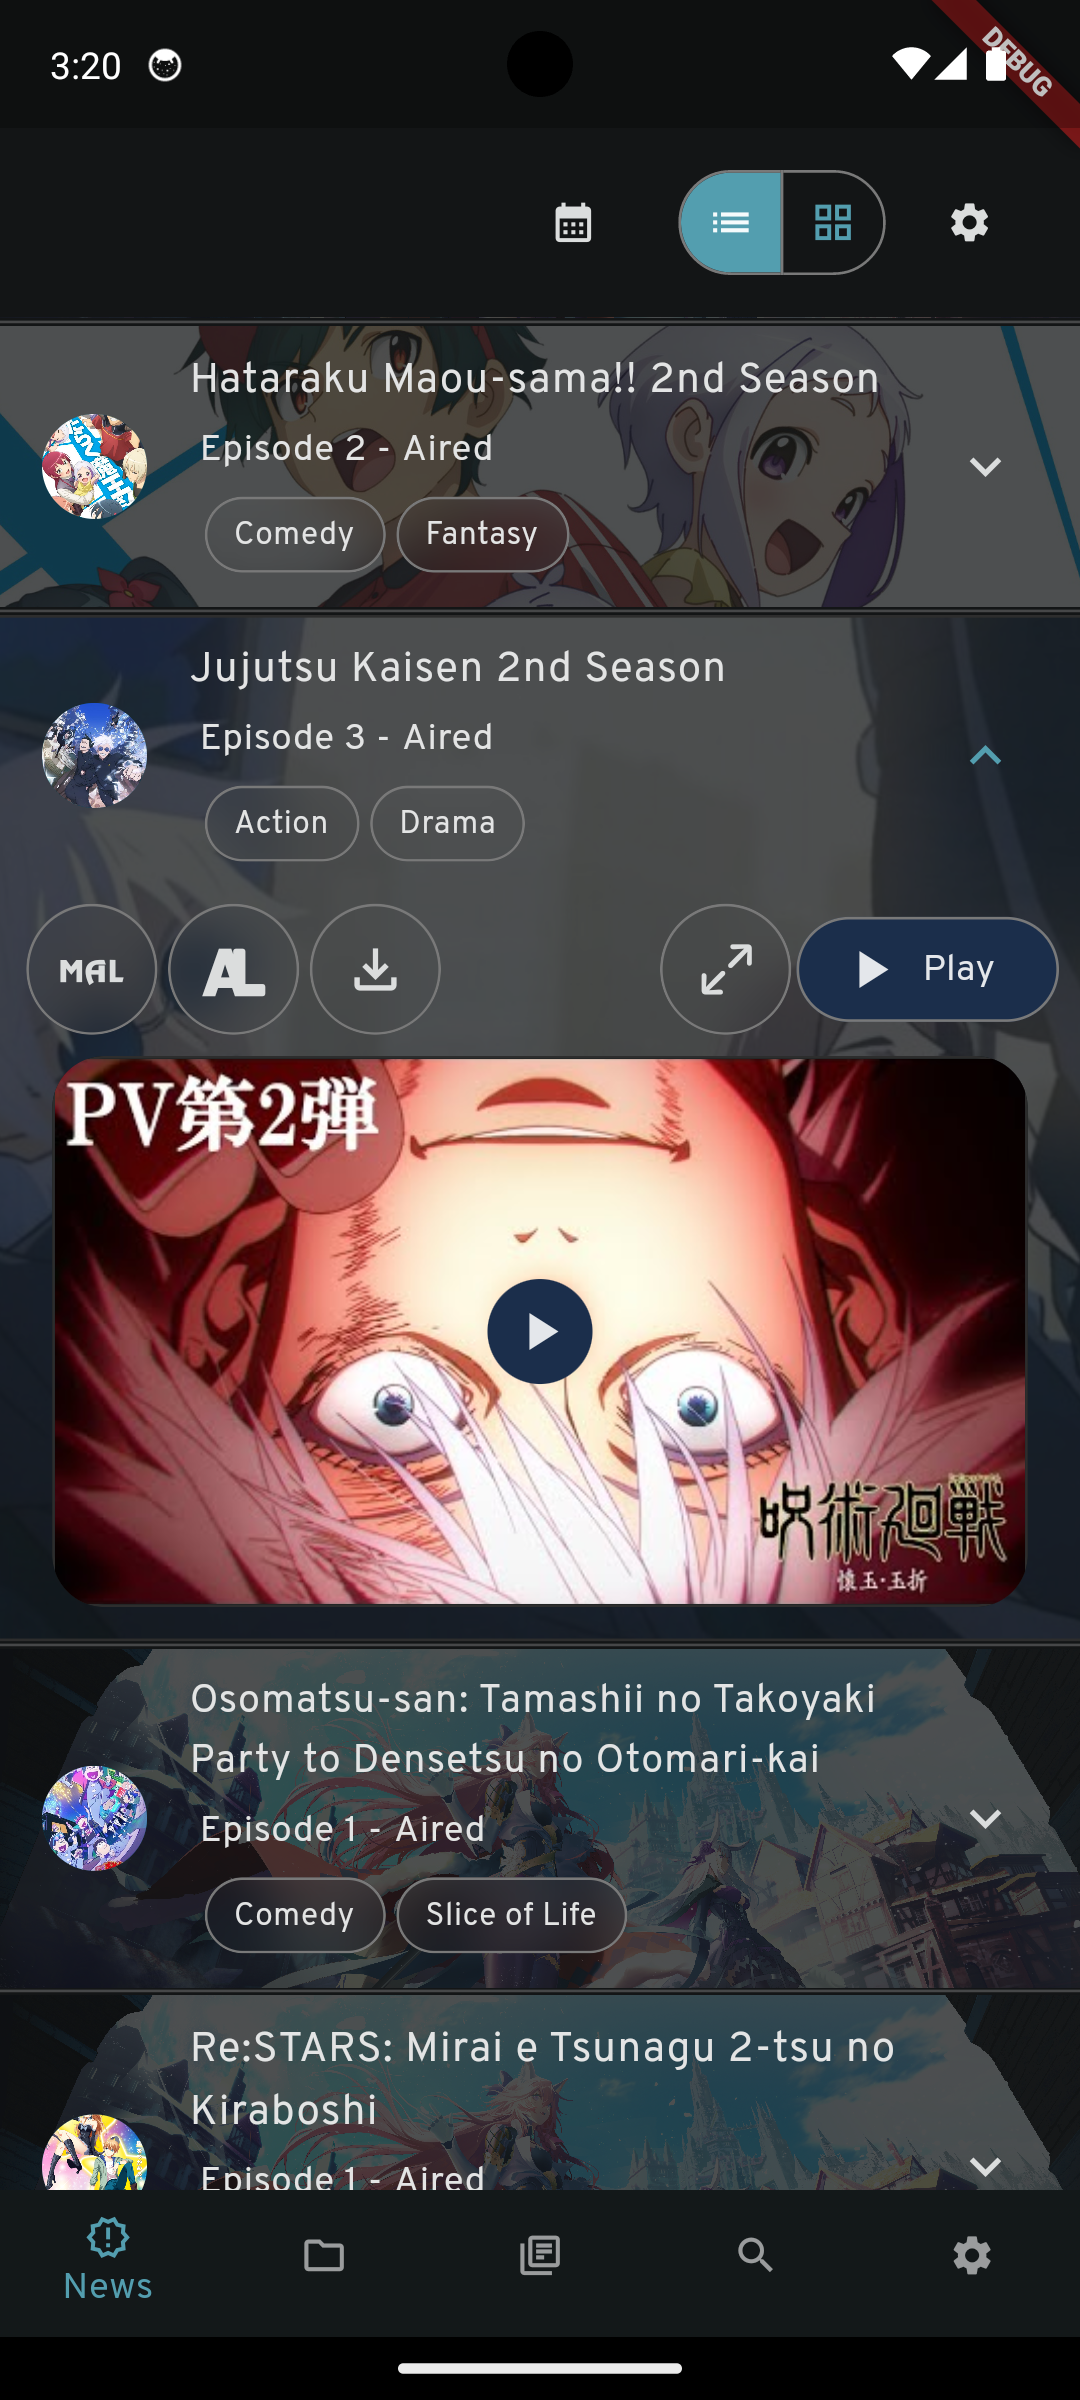 3:20
DEBUG
Hataraku Maou-sama!! 2nd Season
Episode 2 - Aired
Comedy
Fantasy
Jujutsu Kaisen 2nd Season
Episode 3 - Aired
Action
Drama
MAL
AL
Play
PV第2弾
呪術廻戦
懐玉・玉折
Osomatsu-san: Tamashii no Takoyaki
Party to Densetsu no Otomari-kai
Episode 1 - Aired
Comedy
Slice of Life
Re:STARS: Mirai e Tsunagu 2-tsu no
Kiraboshi
Episode 1 - Aired
News